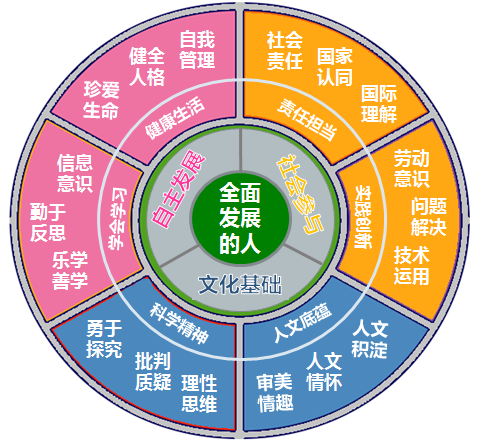 全面
发展
的人
自主发展
社会参与
文化基础
健康生活
珍爱
生命
健全
人格
自我
管理
责任担当
社会
责任
国家
认同
国际
理解
实践创新
劳动
意识
问题
解决
技术
运用
人文底蕴
人文
积淀
人文
情怀
审美
情趣
科学精神
理性
思维
批判
质疑
勇于
探究
学会学习
乐学
善学
勤于
反思
信息
意识